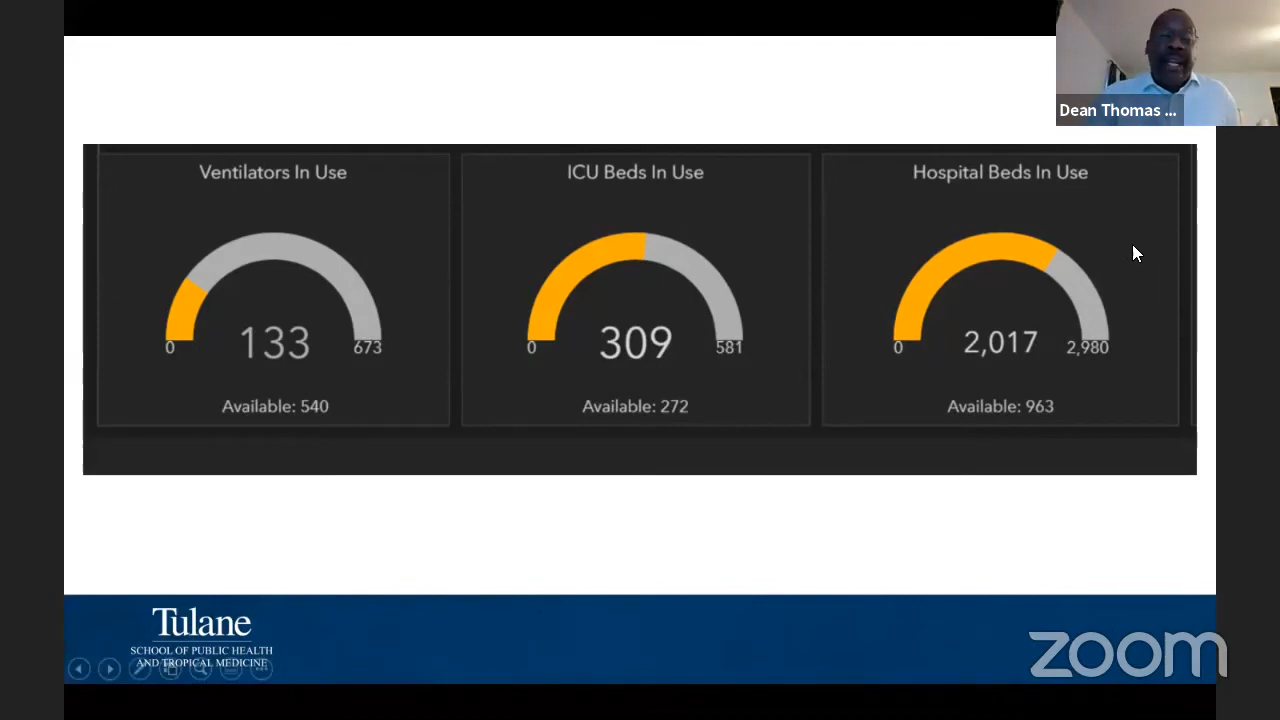 Dean Thomas ...
Ventilators In Use
0
133
673
Available: 540
ICU Beds In Use
0
309
581
Available: 272
Hospital Beds In Use
0
2,017
2,980
Available: 963
Tulane
SCHOOL OF PUBLIC HEALTH
AND TROPICAL MEDICINE
zoom